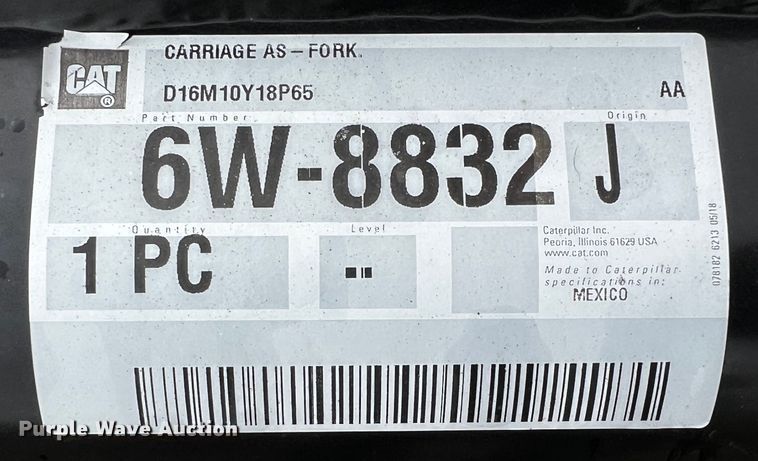 CARRIAGE AS-FORK
CAT®
D16M10Y18P65 AA
Part Number Origin
6W-8832 J
Quantity Level
1 PC
Caterpillar Inc.
Peoria, Illinois 61629 USA
www.cat.com
Made to Caterpillar
specifications in:
MEXICO
078182 6213 05/18
Purple Wave Auction